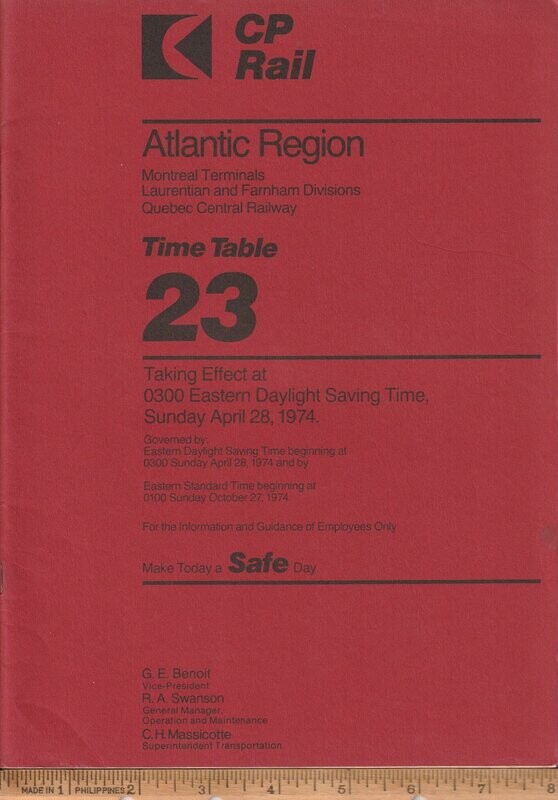 CP
Rail
Atlantic Region
Montreal Terminals
Laurentian and Farnham Divisions
Quebec Central Railway
Time Table
23
Taking Effect at
0300 Eastern Daylight Saving Time,
Sunday April 28, 1974.
Governed by:
Eastern Daylight Saving Time beginning at
0300 Sunday April 28, 1974 and by
Eastern Standard Time beginning at
0100 Sunday October 27, 1974
For the Information and Guidance of Employees Only
Make Today a Safe Day
G. E. Benoit
Vice-President
R. A. Swanson
General Manager,
Operation and Maintenance
C. H. Massicotte
Superintendent Transportation
MADE IN 1 PHILIPPINES 2 3 4 5 6 7 8